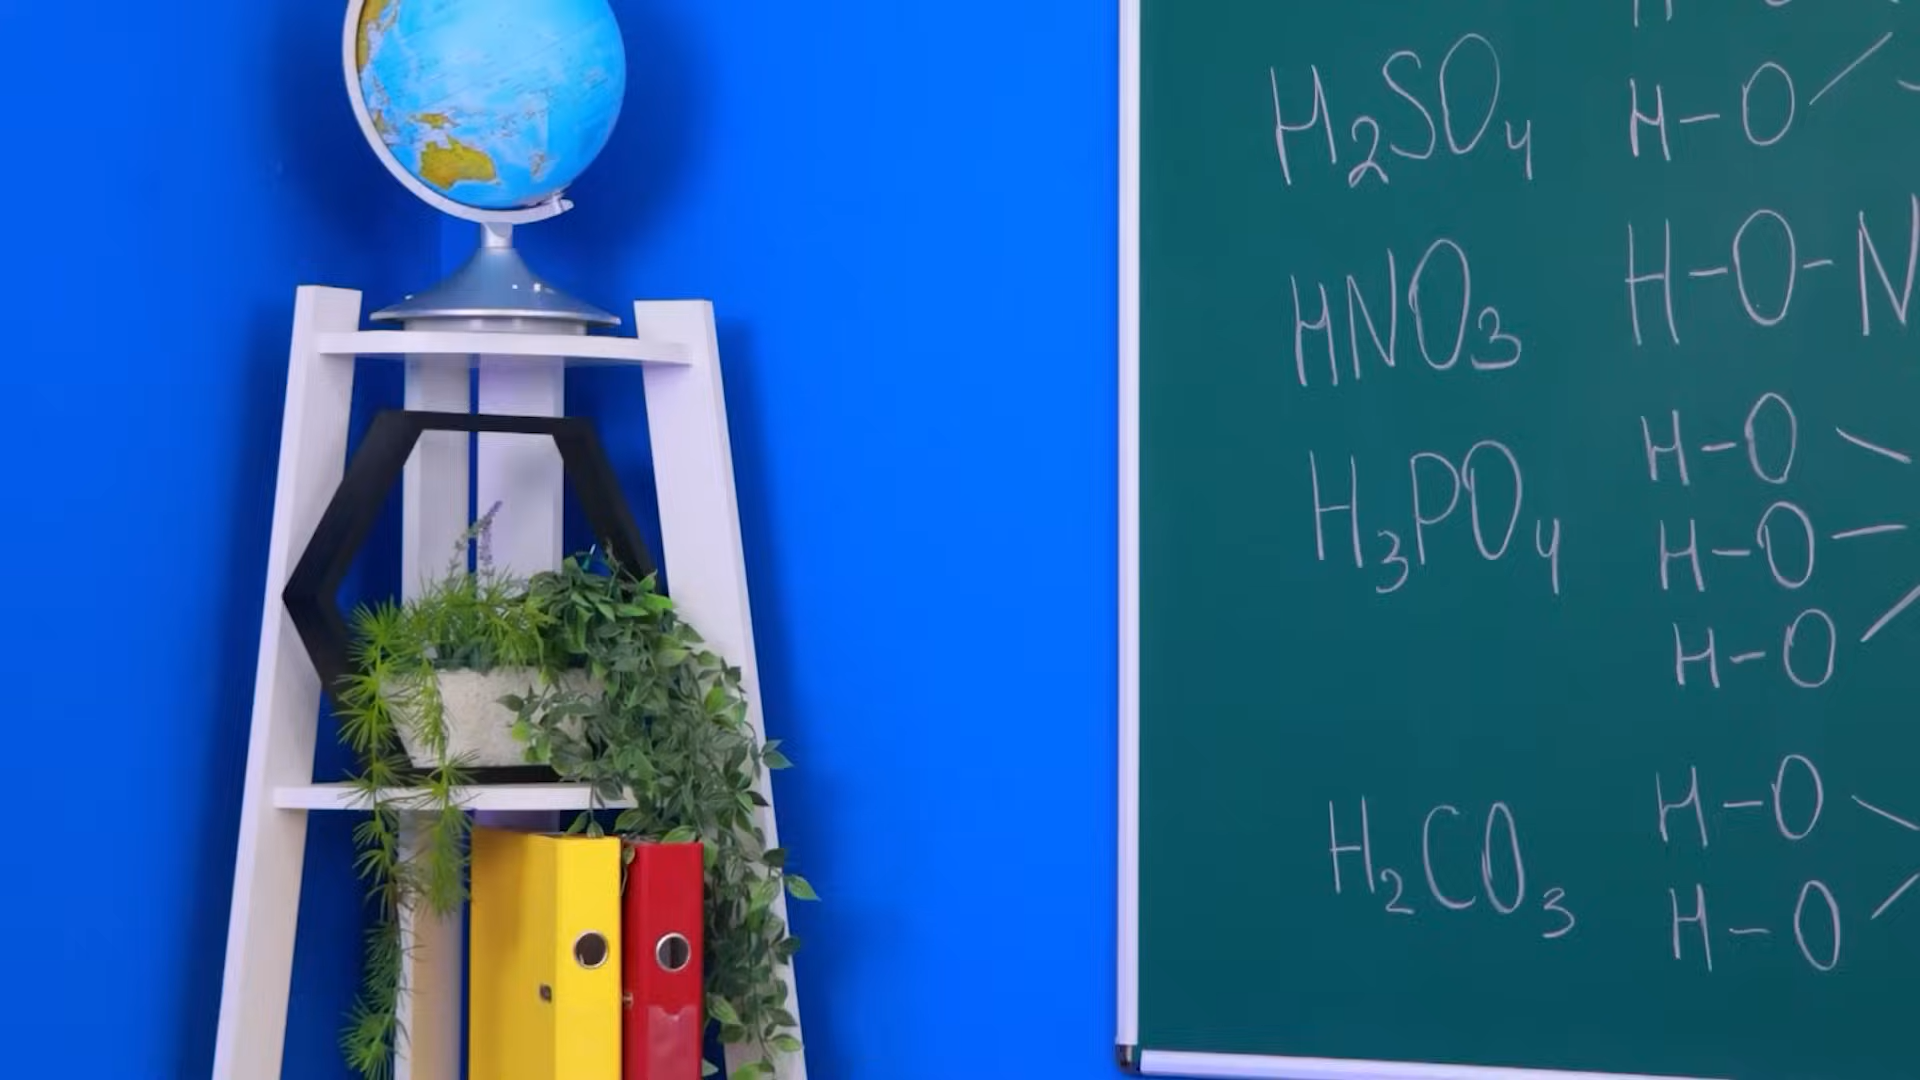 H₂SO₄ H-O
HNO₃ H-O-N
H-O
H₃PO₄ H-O
H-O
H-O
H₂CO₃
H-O